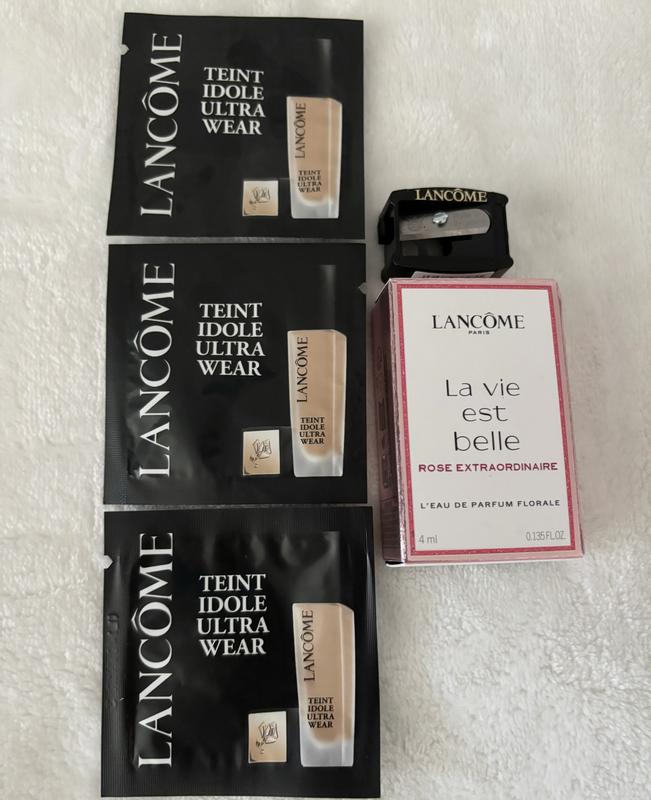 LANCÔME
TEINT
IDOLE
ULTRA
WEAR
LANCÔME
TEINT
IDOLE
ULTRA
WEAR
LANCÔME
TEINT
IDOLE
ULTRA
WEAR
LANCÔME
TEINT
IDOLE
ULTRA
WEAR
LANCÔME
TEINT
IDOLE
ULTRA
WEAR
LANCÔME
TEINT
IDOLE
ULTRA
WEAR
LANCÔME
LANCÔME
PARIS
La vie
est
belle
ROSE EXTRAORDINAIRE
L'EAU DE PARFUM FLORALE
4 ml 0.135 FL.OZ.